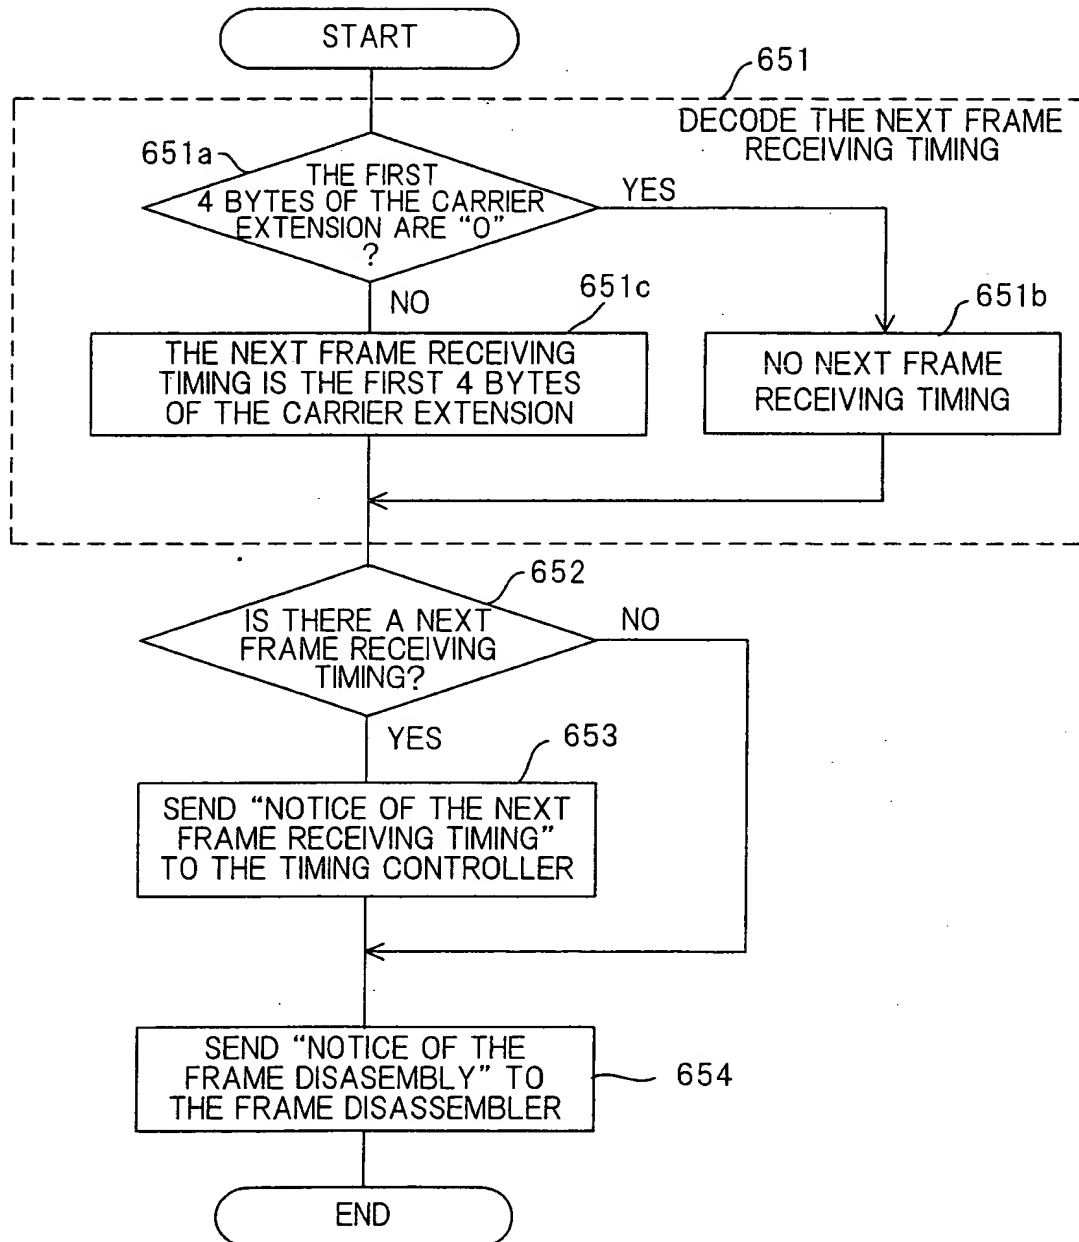 START
651
DECODE THE NEXT FRAME
RECEIVING TIMING
651a
THE FIRST
4 BYTES OF THE CARRIER
EXTENSION ARE "0"
?
YES
NO
651c
651b
THE NEXT FRAME RECEIVING
TIMING IS THE FIRST 4 BYTES
OF THE CARRIER EXTENSION
NO NEXT FRAME
RECEIVING TIMING
652
IS THERE A NEXT
FRAME RECEIVING
TIMING?
NO
YES
653
SEND “NOTICE OF THE NEXT
FRAME RECEIVING TIMING”
TO THE TIMING CONTROLLER
SEND “NOTICE OF THE
FRAME DISASEMBLY” TO
THE FRAME DISASSEMBLER
654
END